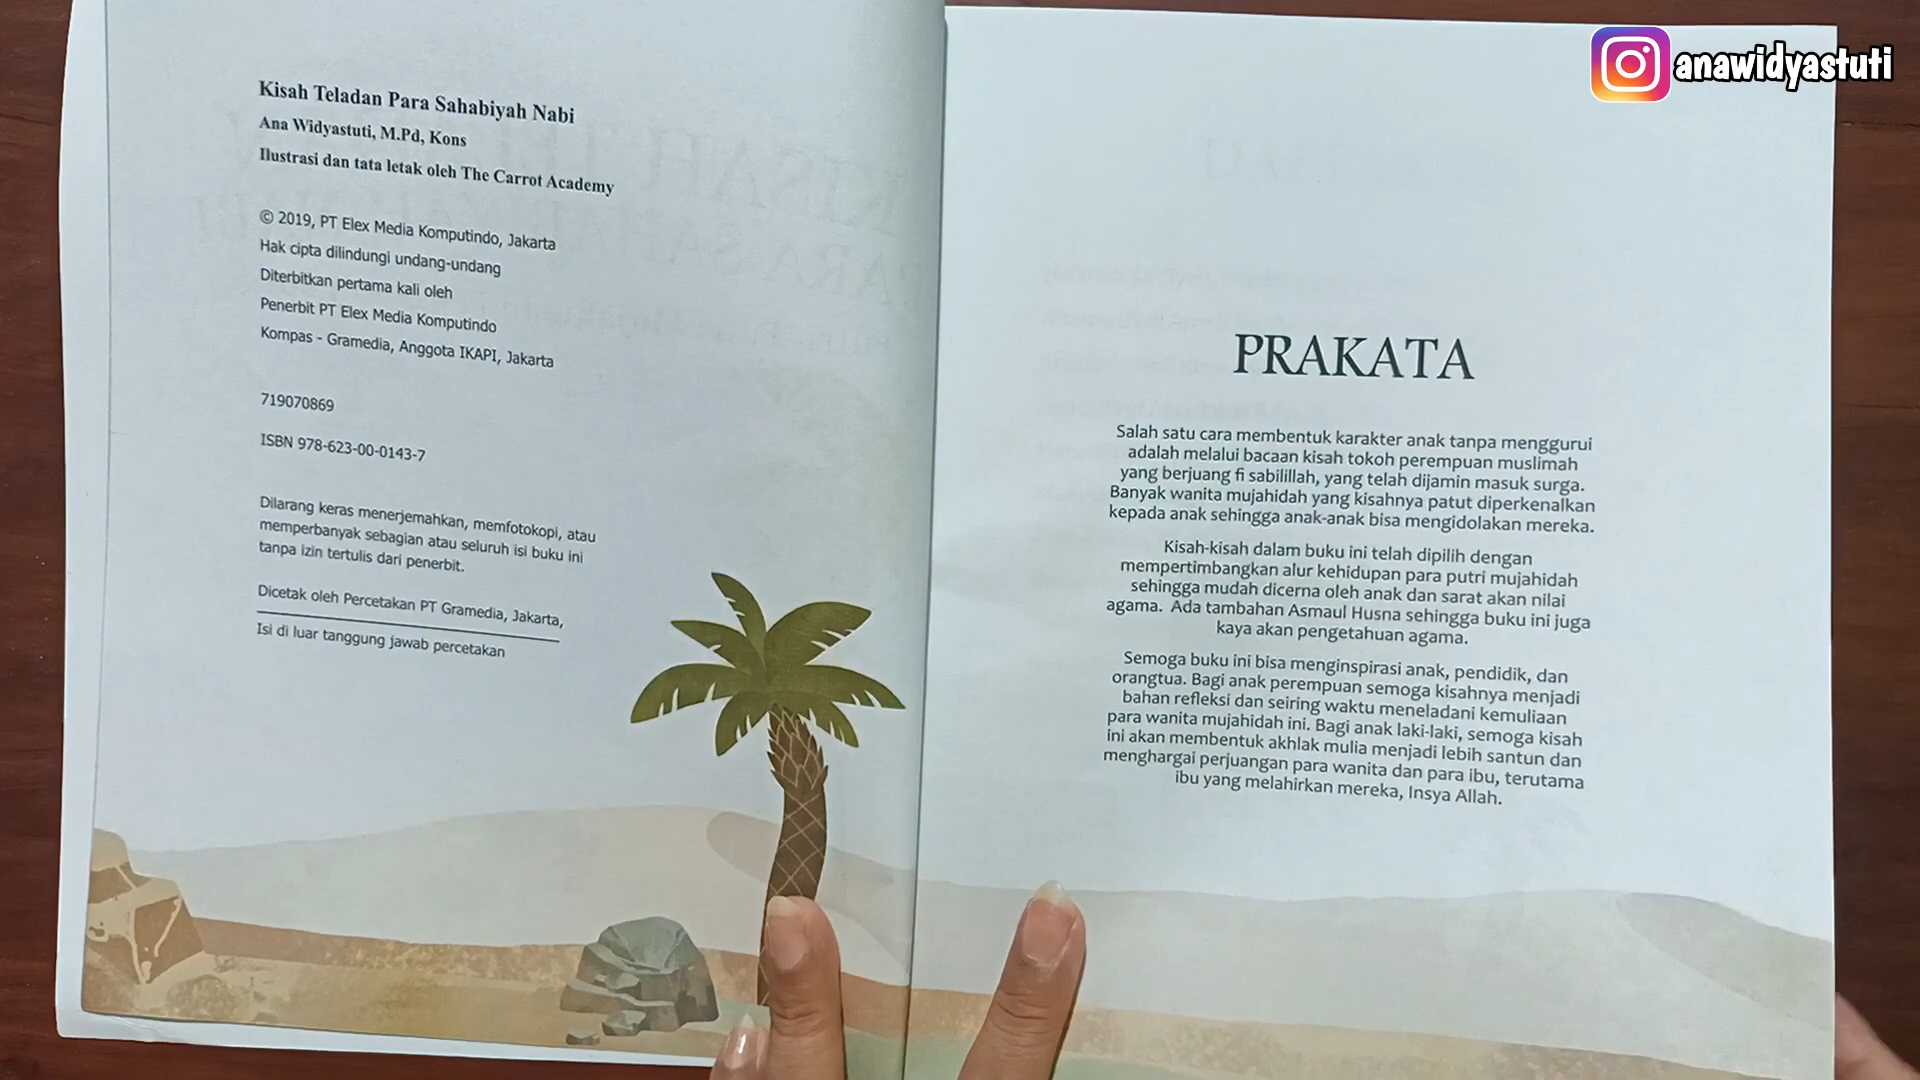 Kisah Teladan Para Sahabiyah Nabi
Ana Widyastuti, M.Pd, Kons
Ilustrasi dan tata letak oleh The Carrot Academy
© 2019, PT Elex Media Komputindo, Jakarta
Hak cipta dilindungi undang-undang
Diterbitkan pertama kali oleh
Penerbit PT Elex Media Komputindo
Kompas - Gramedia, Anggota IKAPI, Jakarta
719070869
ISBN 978-623-00-0143-7
Dilarang keras menerjemahkan, memfotokopi, atau
memperbanyak sebagian atau seluruh isi buku ini
tanpa izin tertulis dari penerbit.
Dicetak oleh Percetakan PT Gramedia, Jakarta,
Isi di luar tanggung jawab percetakan
anawidyastuti
PRAKATA
Salah satu cara membentuk karakter anak tanpa menggurui
adalah melalui bacaan kisah tokoh perempuan muslimah
yang berjuang fi sabilillah, yang telah dijamin masuk surga.
Banyak wanita mujahidah yang kisahnya patut diperkenalkan
kepada anak sehingga anak-anak bisa mengidolakan mereka.
Kisah-kisah dalam buku ini telah dipilih dengan
mempertimbangkan alur kehidupan para putri mujahidah
sehingga mudah dicerna oleh anak dan sarat akan nilai
agama. Ada tambahan Asmaul Husna sehingga buku ini juga
kaya akan pengetahuan agama.
Semoga buku ini bisa menginspirasi anak, pendidik, dan
orangtua. Bagi anak perempuan semoga kisahnya menjadi
bahan refleksi dan seiring waktu meneladani kemuliaan
para wanita mujahidah ini. Bagi anak laki-laki, semoga kisah
ini akan membentuk akhlak mulia menjadi lebih santun dan
menghargai perjuangan para wanita dan para ibu, terutama
ibu yang melahirkan mereka, Insya Allah.